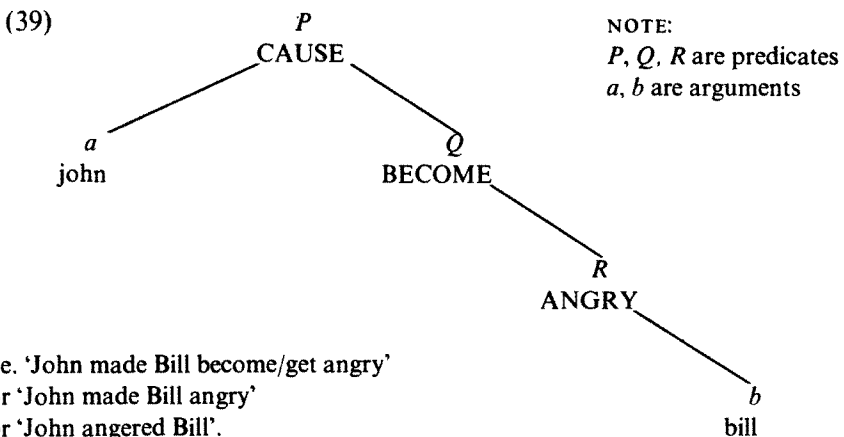 (39)
P
CAUSE
NOTE:
P, Q, R are predicates
a, b are arguments
a
john
Q
BECOME
R
ANGRY
e. ‘John made Bill become/get angry’
r ‘John made Bill angry’
r ‘John angered Bill’.
b
bill